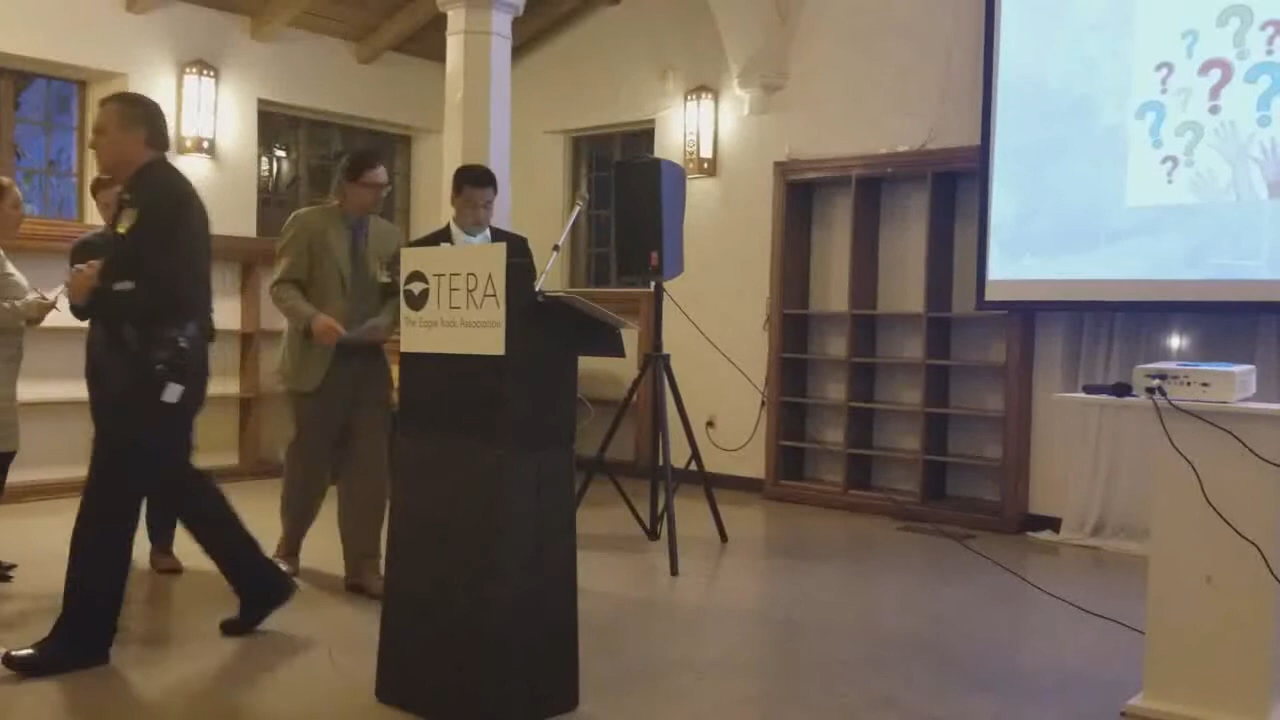 TERA
The Eagle Rock Association
? ? ? ? ? ? ? ? ?